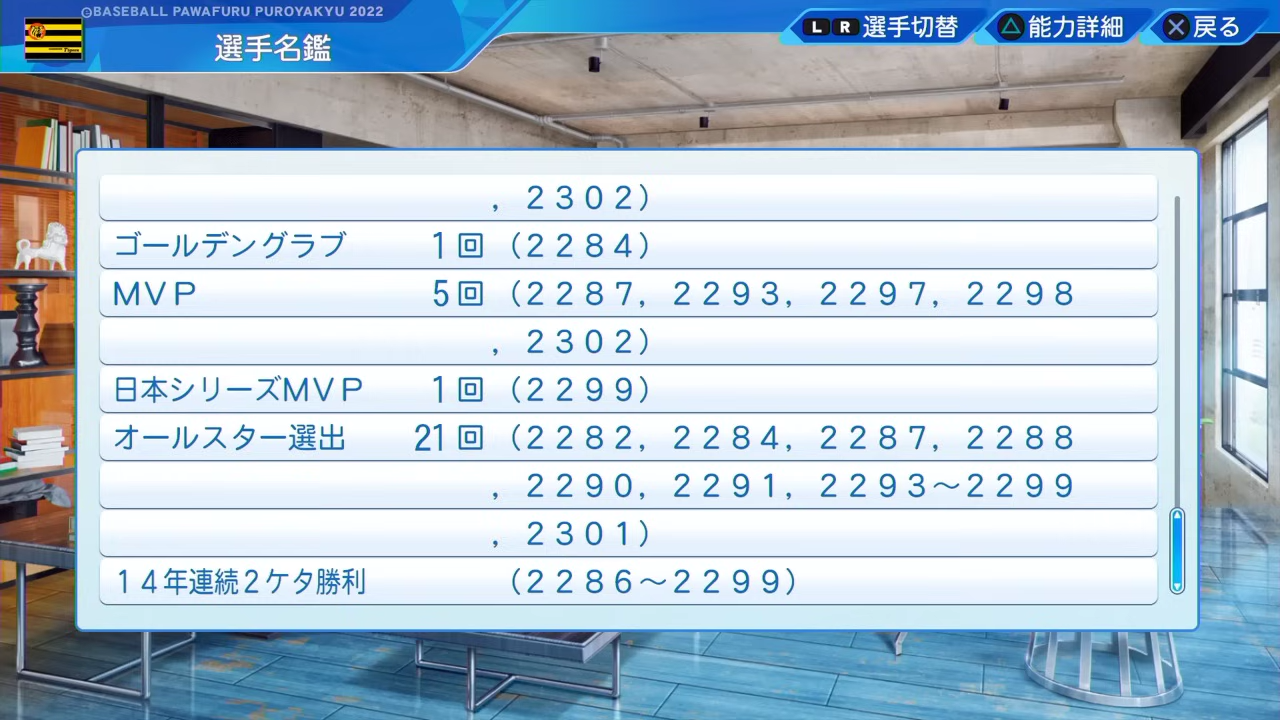 ©BASEBALL PAWAFURU PUROYAKYU 2022
選手名鑑
L R 選手切替 △能力詳細 ×戻る
, 2302)
ゴールデングラブ 1回 (2284)
MVP 5回 (2287, 2293, 2297, 2298
, 2302)
日本シリーズMVP 1回 (2299)
オールスター選出 21回 (2282, 2284, 2287, 2288
, 2290, 2291, 2293～2299
, 2301)
14年連続2ケタ勝利 (2286～2299)